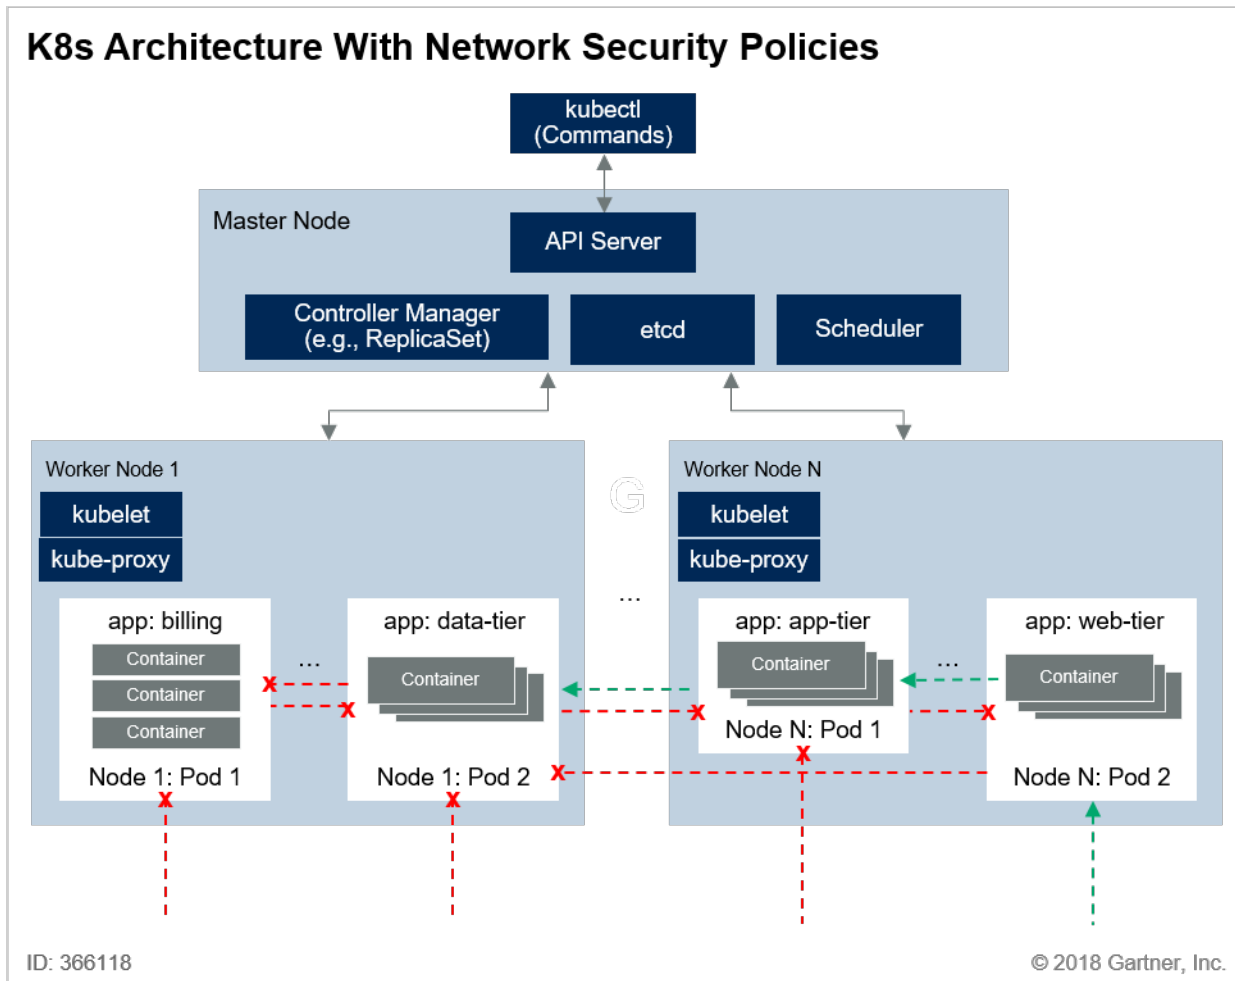 K8s Architecture With Network Security Policies
kubectl
(Commands)
Master Node
API Server
Controller Manager
(e.g., ReplicaSet)
etcd
Scheduler
Worker Node 1
kubelet
kube-proxy
app: billing
Container
Container
Container
Node 1: Pod 1
...
app: data-tier
Container
Node 1: Pod 2
G
...
Worker Node N
kubelet
kube-proxy
app: app-tier
Container
Node N: Pod 1
...
app: web-tier
Container
Node N: Pod 2
ID: 366118
© 2018 Gartner, Inc.